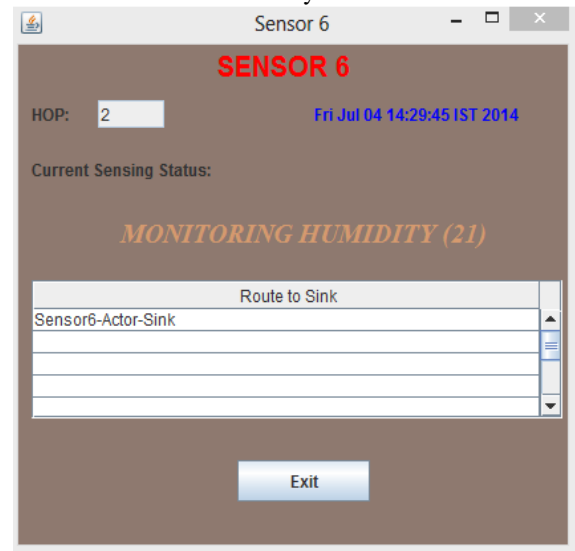 Sensor 6
SENSOR 6
HOP: 2 Fri Jul 04 14:29:45 IST 2014
Current Sensing Status:
MONITORING HUMIDITY (21)
Route to Sink
Sensor6-Actor-Sink
Exit